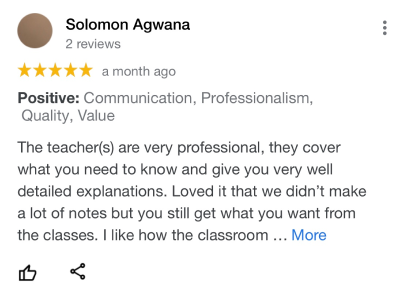 Solomon Agwana
2 reviews
a month ago
Positive: Communication, Professionalism,
Quality, Value
The teacher(s) are very professional, they cover
what you need to know and give you very well
detailed explanations. Loved it that we didn’t make
a lot of notes but you still get what you want from
the classes. I like how the classroom … More